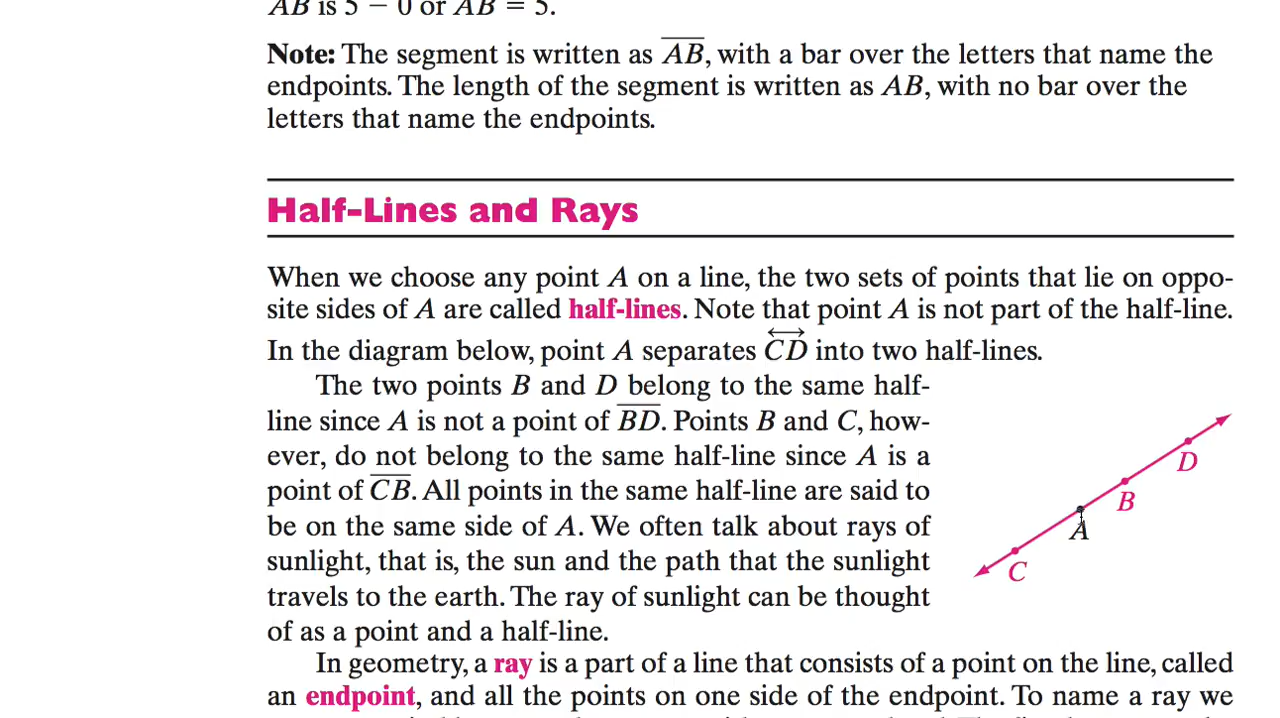 AB is 5 − 0 or AB = 5.
Note: The segment is written as A̅B̅, with a bar over the letters that name the
endpoints. The length of the segment is written as AB, with no bar over the
letters that name the endpoints.
Half-Lines and Rays
When we choose any point A on a line, the two sets of points that lie on oppo-
site sides of A are called half-lines. Note that point A is not part of the half-line.
In the diagram below, point A separates C⃡D⃡ into two half-lines.
The two points B and D belong to the same half-
line since A is not a point of B̅D̅. Points B and C, how-
ever, do not belong to the same half-line since A is a
point of C̅B̅. All points in the same half-line are said to
be on the same side of A. We often talk about rays of
sunlight, that is, the sun and the path that the sunlight
travels to the earth. The ray of sunlight can be thought
of as a point and a half-line.
D
B
A
C
In geometry, a ray is a part of a line that consists of a point on the line, called
an endpoint, and all the points on one side of the endpoint. To name a ray we